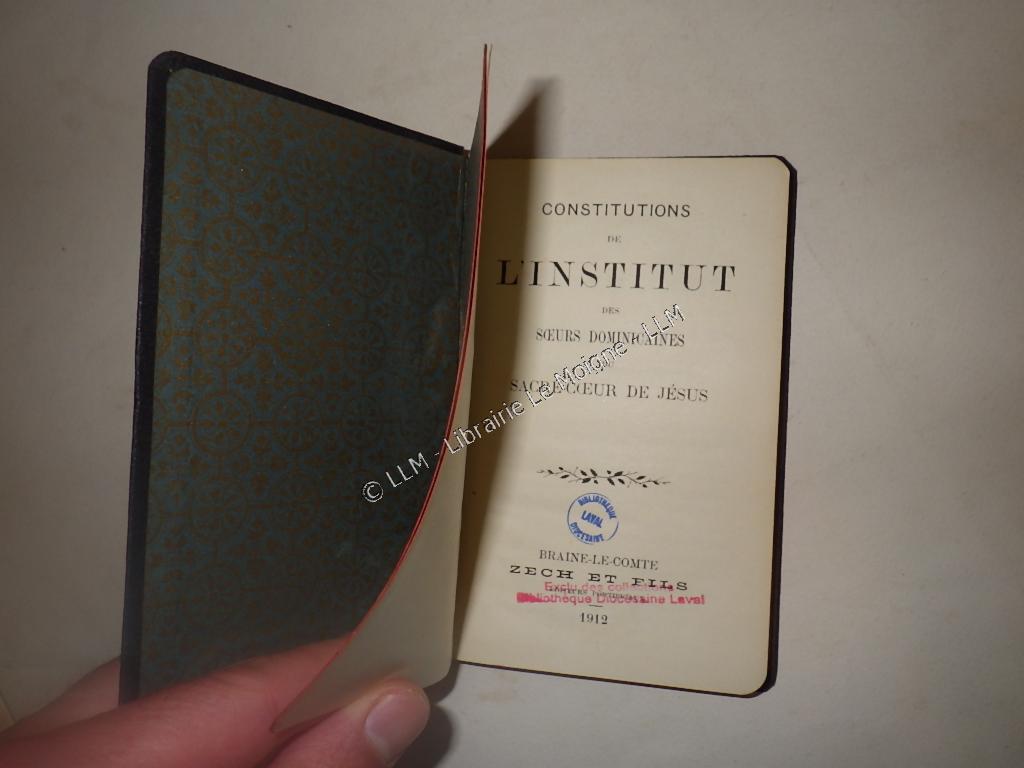 CONSTITUTIONS
DE
L'INSTITUT
DES
SŒURS DOMINICAINES
SACRÉ-CŒUR DE JÉSUS
© LLM - Librairie Le Moigne - LLM
BIBLIOTHÈQUE
LAVAL
DIOCÉSAINE
BRAINE-LE-COMTE
ZECH ET FILS
Exclu des collections
Bibliothèque Diocésaine Laval
1912